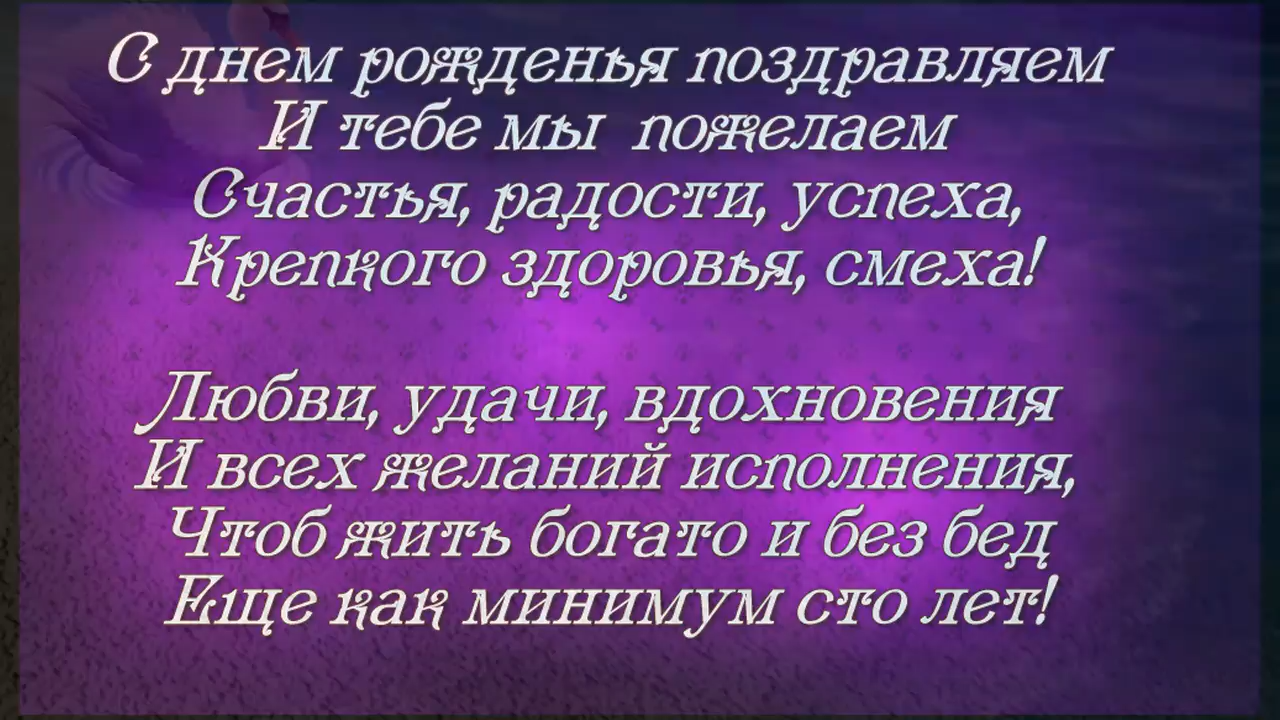 С днем рожденья поздравляем
И тебе мы пожелаем
Счастья, радости, успеха,
Крепкого здоровья, смеха!
Любви, удачи, вдохновения
И всех желаний исполнения,
Чтоб жить богато и без бед
Еще как минимум сто лет!